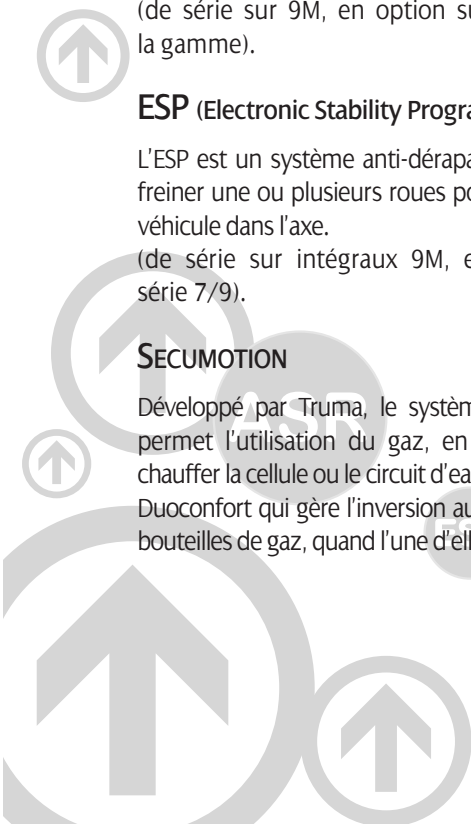 (de série sur 9M, en option su
la gamme).
ESP (Electronic Stability Progra
L'ESP est un système anti-dérapa
freiner une ou plusieurs roues po
véhicule dans l'axe.
(de série sur intégraux 9M, e
série 7/9).
SECUMOTION
Développé par Truma, le systèm
permet l'utilisation du gaz, en
chauffer la cellule ou le circuit d'ea
Duoconfort qui gère l'inversion au
bouteilles de gaz, quand l'une d'ell
ASR
ES